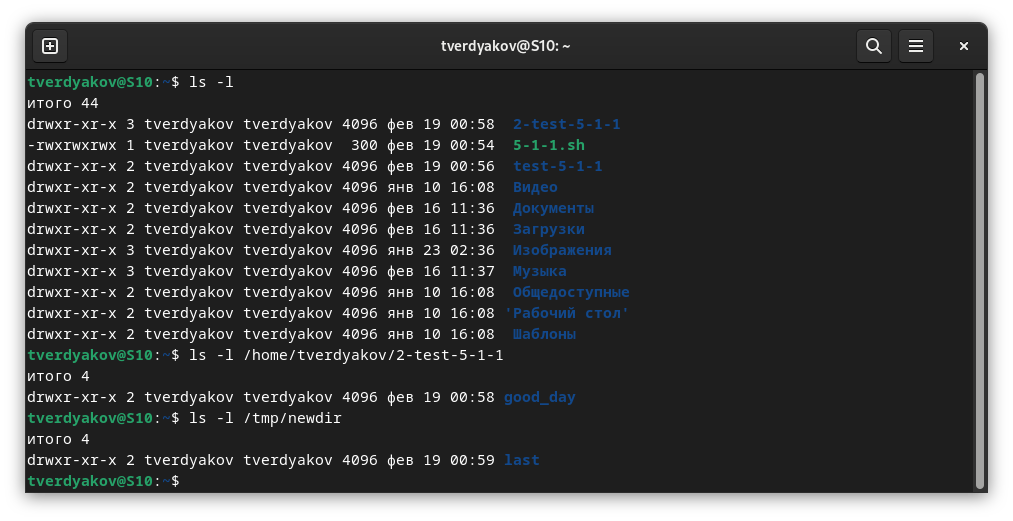 tverdyakov@S10: ~
tverdyakov@S10:~$ ls -l
итого 44
drwxr-xr-x 3 tverdyakov tverdyakov 4096 фев 19 00:58  2-test-5-1-1
-rwxrwxrwx 1 tverdyakov tverdyakov  300 фев 19 00:54  5-1-1.sh
drwxr-xr-x 2 tverdyakov tverdyakov 4096 фев 19 00:56  test-5-1-1
drwxr-xr-x 2 tverdyakov tverdyakov 4096 янв 10 16:08  Видео
drwxr-xr-x 2 tverdyakov tverdyakov 4096 фев 16 11:36  Документы
drwxr-xr-x 2 tverdyakov tverdyakov 4096 фев 16 11:36  Загрузки
drwxr-xr-x 3 tverdyakov tverdyakov 4096 янв 23 02:36  Изображения
drwxr-xr-x 3 tverdyakov tverdyakov 4096 фев 16 11:37  Музыка
drwxr-xr-x 2 tverdyakov tverdyakov 4096 янв 10 16:08  Общедоступные
drwxr-xr-x 2 tverdyakov tverdyakov 4096 янв 10 16:08 'Рабочий стол'
drwxr-xr-x 2 tverdyakov tverdyakov 4096 янв 10 16:08  Шаблоны
tverdyakov@S10:~$ ls -l /home/tverdyakov/2-test-5-1-1
итого 4
drwxr-xr-x 2 tverdyakov tverdyakov 4096 фев 19 00:58 good_day
tverdyakov@S10:~$ ls -l /tmp/newdir
итого 4
drwxr-xr-x 2 tverdyakov tverdyakov 4096 фев 19 00:59 last
tverdyakov@S10:~$